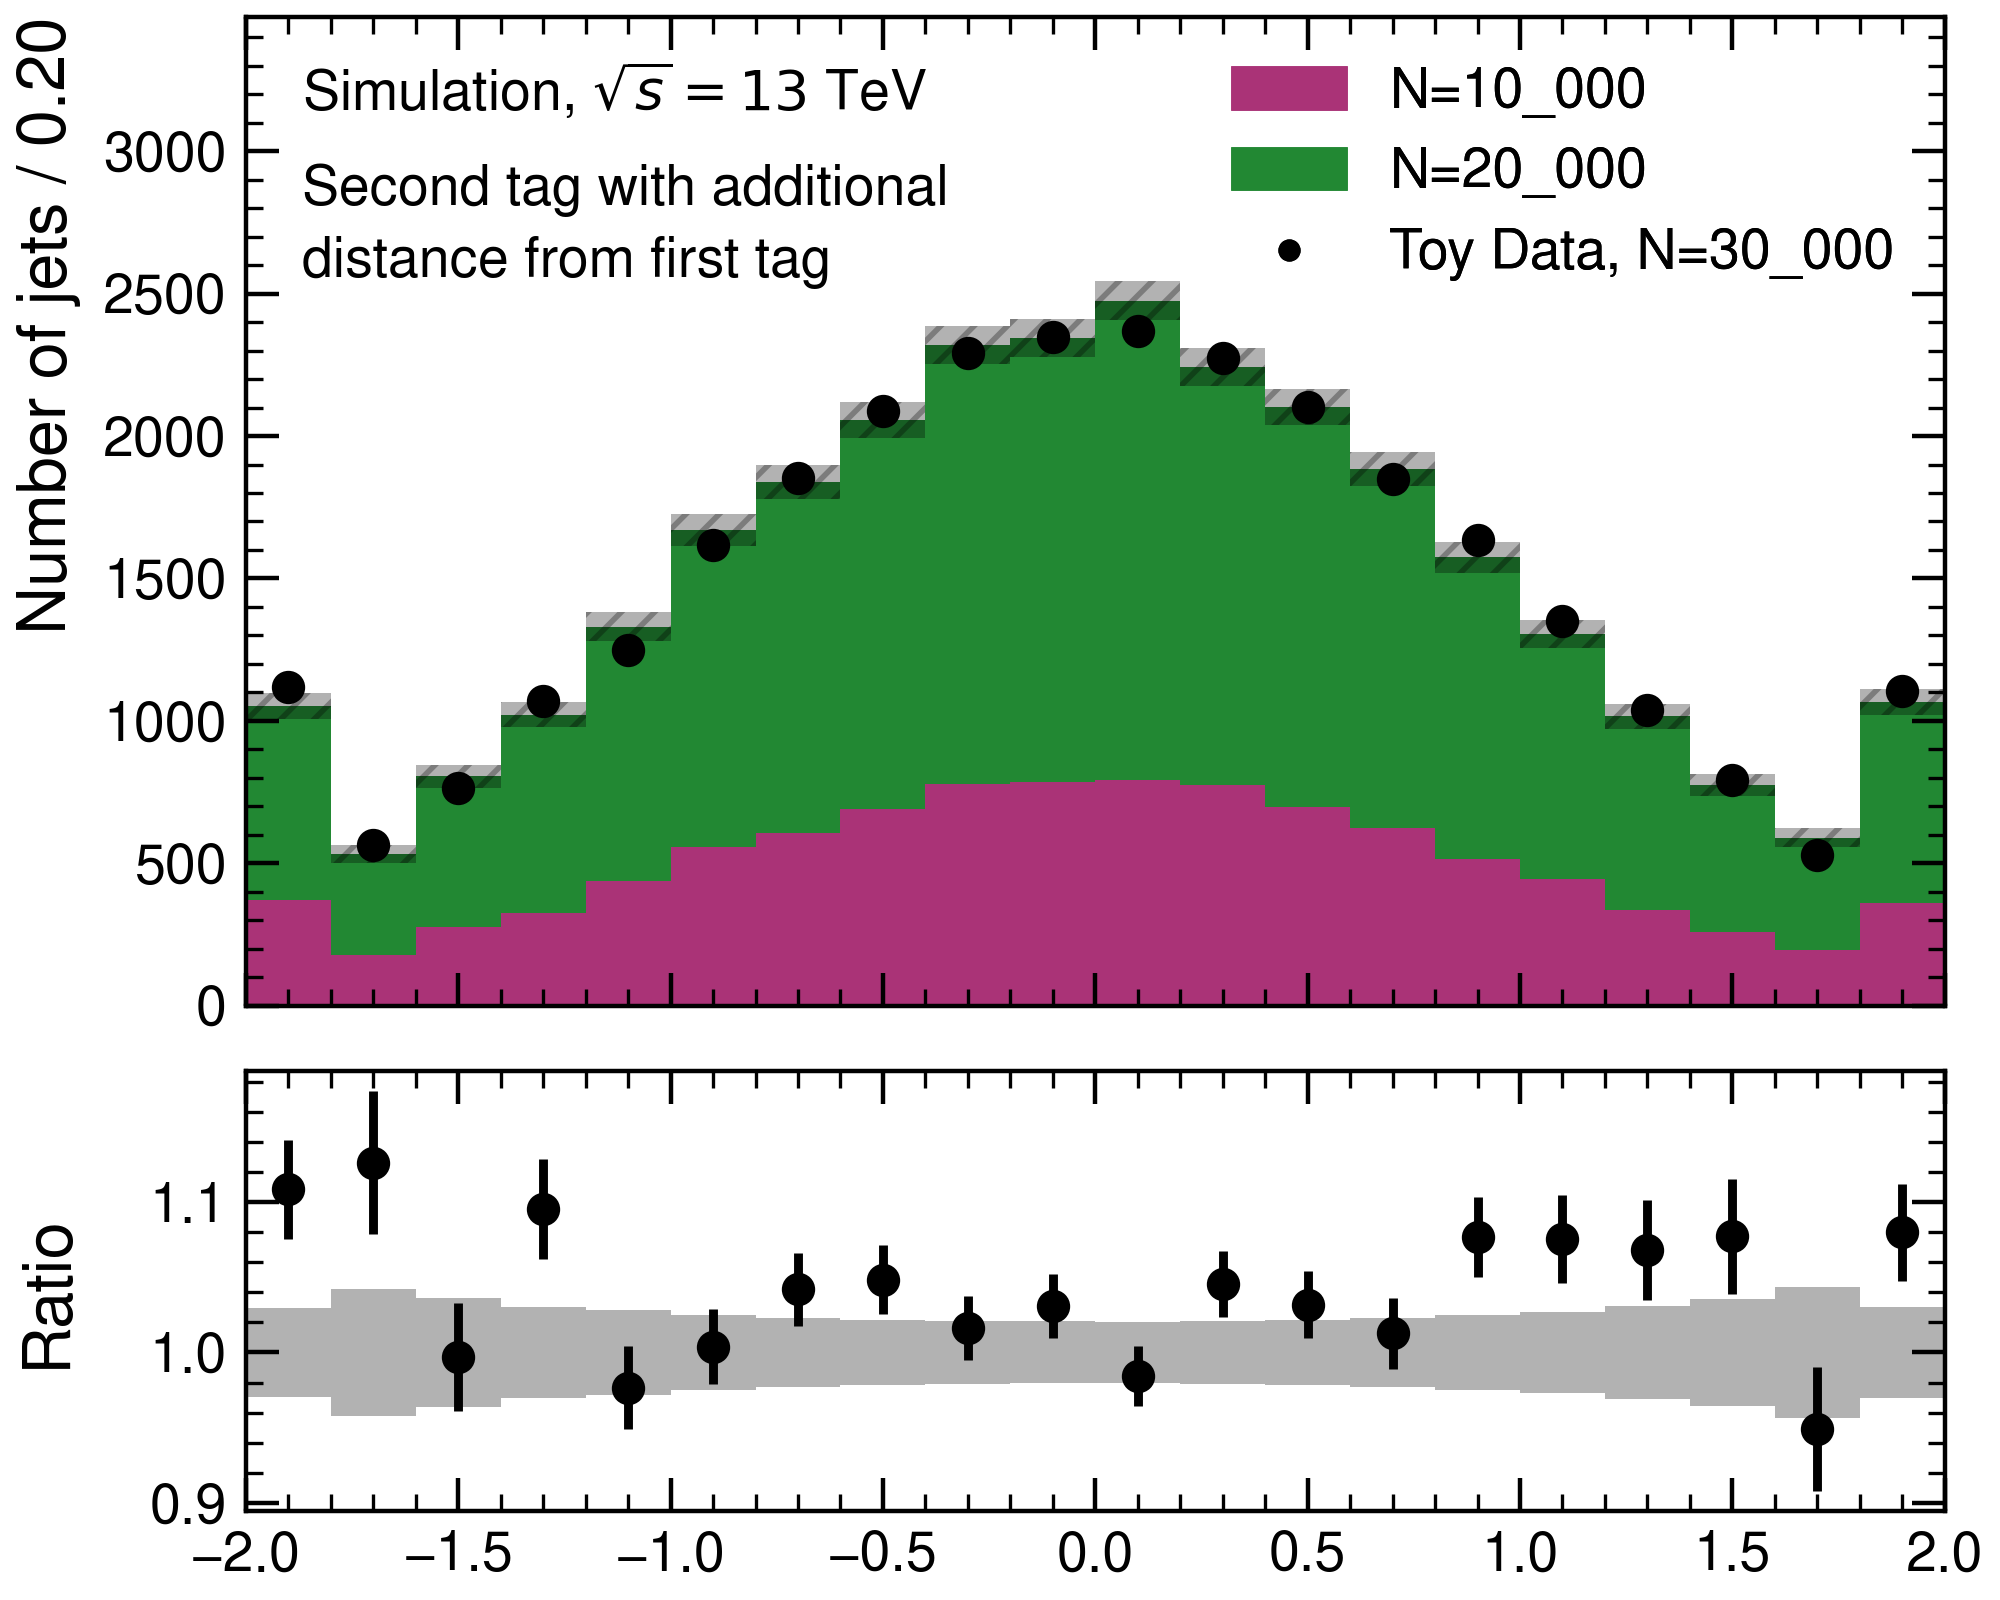 Number of jets / 0.20
Simulation, √s = 13 TeV
Second tag with additional
distance from first tag
N=10_000
N=20_000
Toy Data, N=30_000
3000
2500
2000
1500
1000
500
0
Ratio
1.1
1.0
0.9
−2.0 −1.5 −1.0 −0.5 0.0 0.5 1.0 1.5 2.0